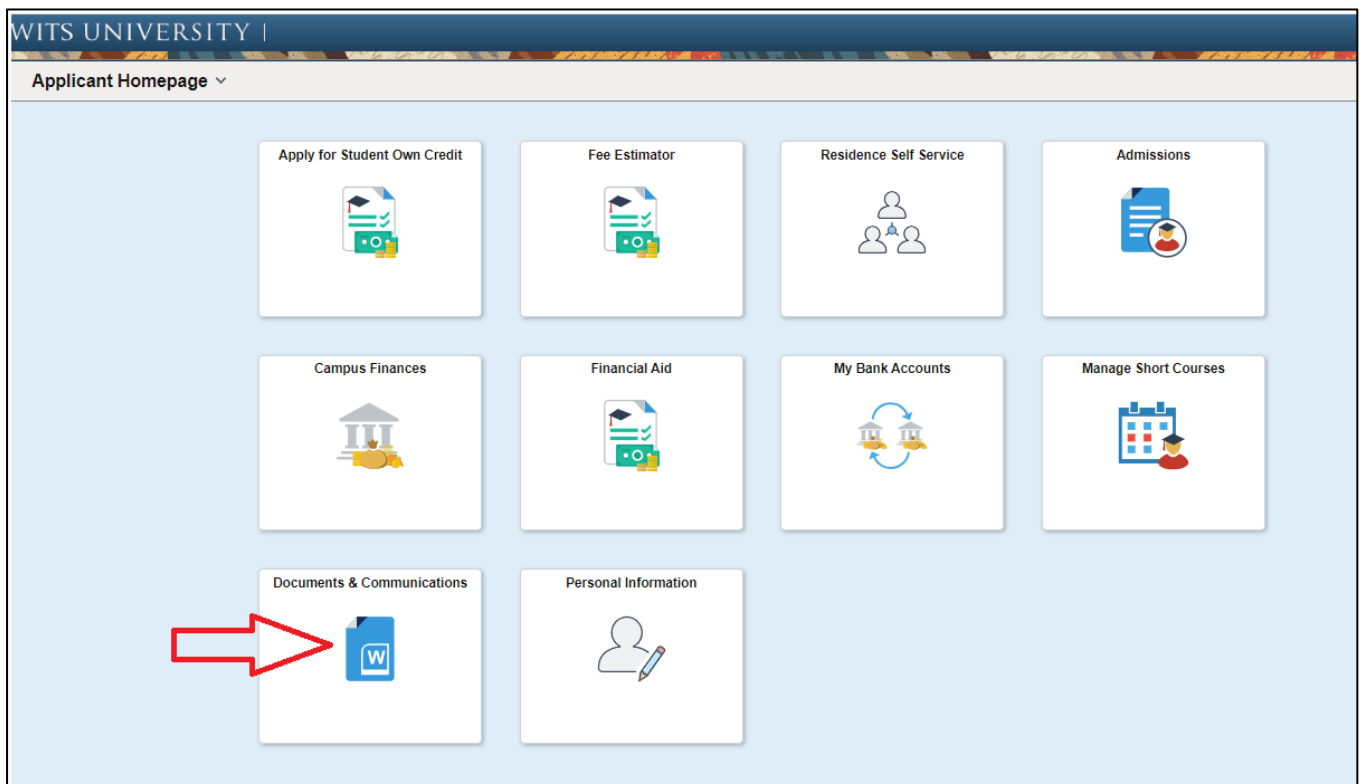 WITS UNIVERSITY |
Applicant Homepage
Apply for Student Own Credit
Fee Estimator
Residence Self Service
Admissions
Campus Finances
Financial Aid
My Bank Accounts
Manage Short Courses
Documents & Communications
W
Personal Information